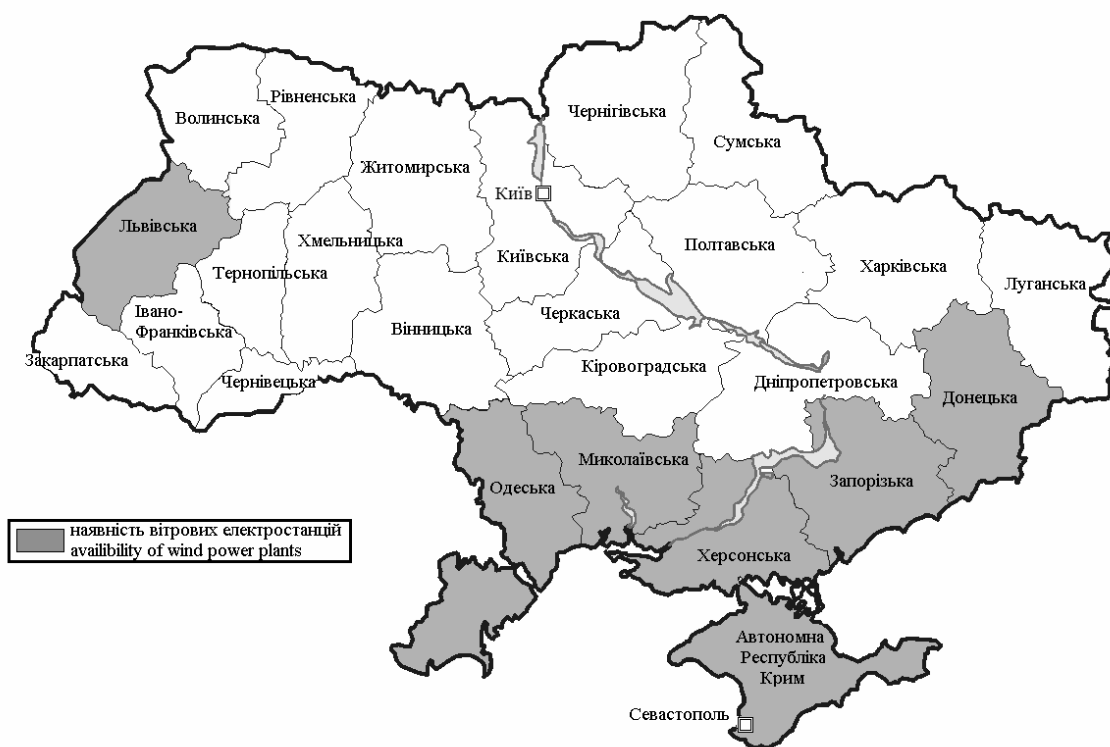 Чернігівська
Рівненська
Волинська
Сумська
Житомирська
Київ
Львівська
Хмельницька
Полтавська
Київська
Харківська
Тернопільська
Луганська
Івано-
Франківська
Черкаська
Вінницька
Закарпатська
Кіровоградська
Чернівецька
Дніпропетровська
Донецька
Миколаївська
Одеська
Запорізька
наявність вітрових електростанцій
availibility of wind power plants
Херсонська
Автономна
Республіка
Крим
Севастополь